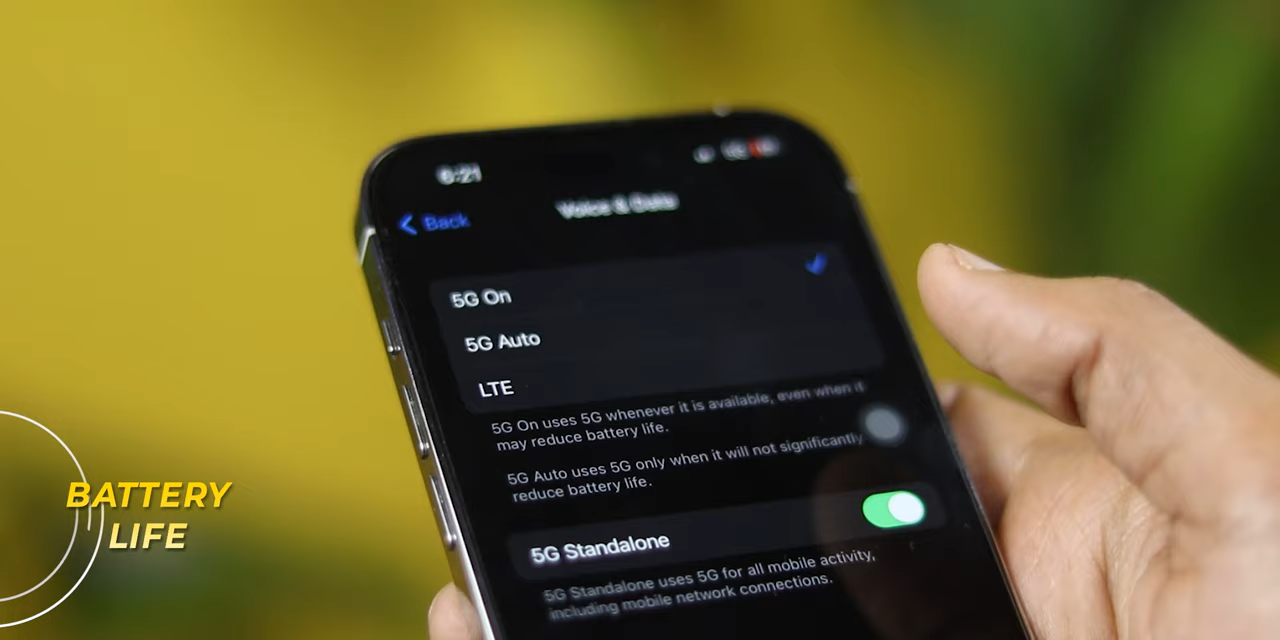 6:21
Back
Voice & Data
5G On
5G Auto
LTE
5G On uses 5G whenever it is available, even when it
may reduce battery life.
5G Auto uses 5G only when it will not significantly
reduce battery life.
5G Standalone
5G Standalone uses 5G for all mobile activity,
including mobile network connections.
BATTERY
LIFE